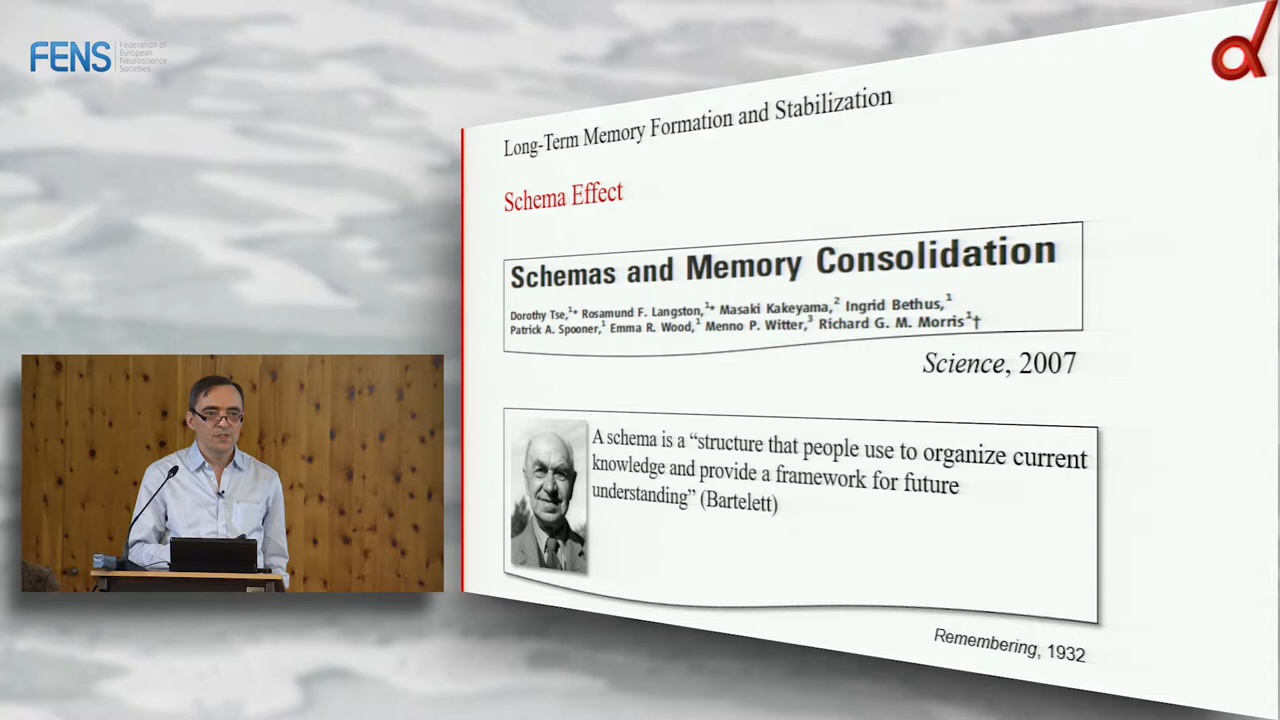 FENS
Federation of
European
Neuroscience
Societies
Long-Term Memory Formation and Stabilization
Schema Effect
Schemas and Memory Consolidation
Dorothy Tse,¹* Rosamund F. Langston,¹* Masaki Kakeyama,² Ingrid Bethus,¹
Patrick A. Spooner,¹ Emma R. Wood,¹ Menno P. Witter,³ Richard G. M. Morris¹†
Science, 2007
A schema is a “structure that people use to organize current
knowledge and provide a framework for future
understanding” (Bartelett)
Remembering, 1932